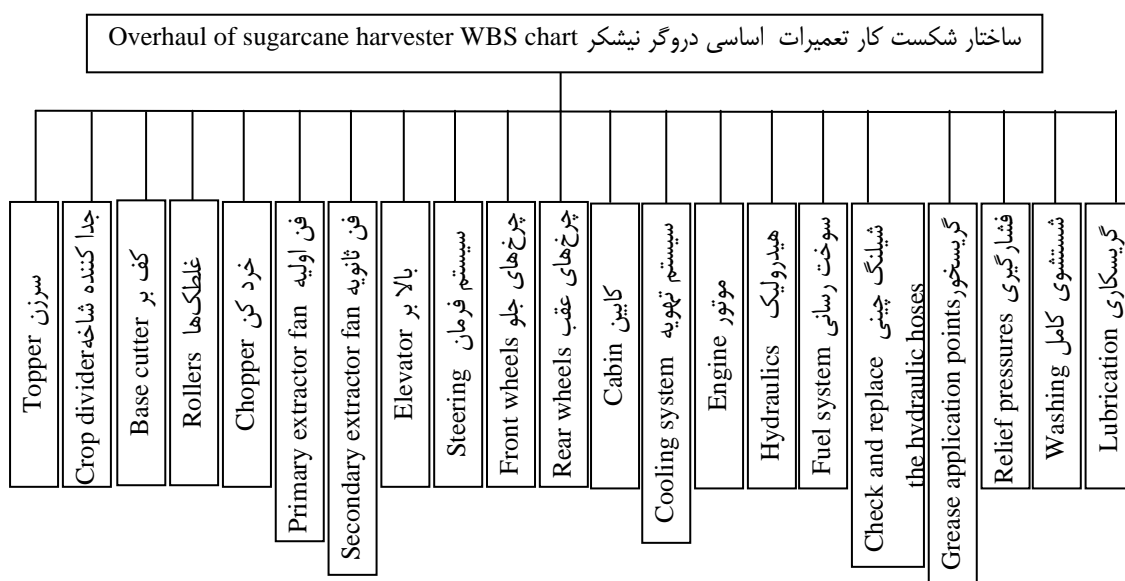 Overhaul of sugarcane harvester WBS chart ساختار شکست کار تعمیرات اساسی دروگر نیشکر
Topper سرزن
Crop divider جدا کننده شاخه
Base cutter کف بر
Rollers غلطک‌ها
Chopper خرد کن
Primary extractor fan فن اولیه
Secondary extractor fan فن ثانویه
Elevator بالا بر
Steering سیستم فرمان
Front wheels چرخ‌های جلو
Rear wheels چرخ‌های عقب
Cabin کابین
Cooling system سیستم تهویه
Engine موتور
Hydraulics هیدرولیک
Fuel system سوخت رسانی
Check and replace شیلنگ چینی
the hydraulic hoses
Grease application points گریسخور
Relief pressures فشارگیری
Washing شستشوی کامل
Lubrication گریسکاری